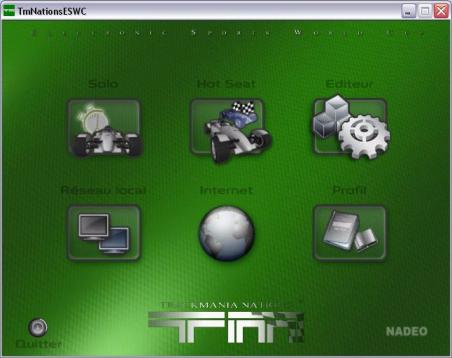 TmNationsESWC
Electronic Sports World Cup
Solo Hot Seat Editeur
Réseau local Internet Profil
TRACKMANIA NATIONS
TMN
Quitter NADEO